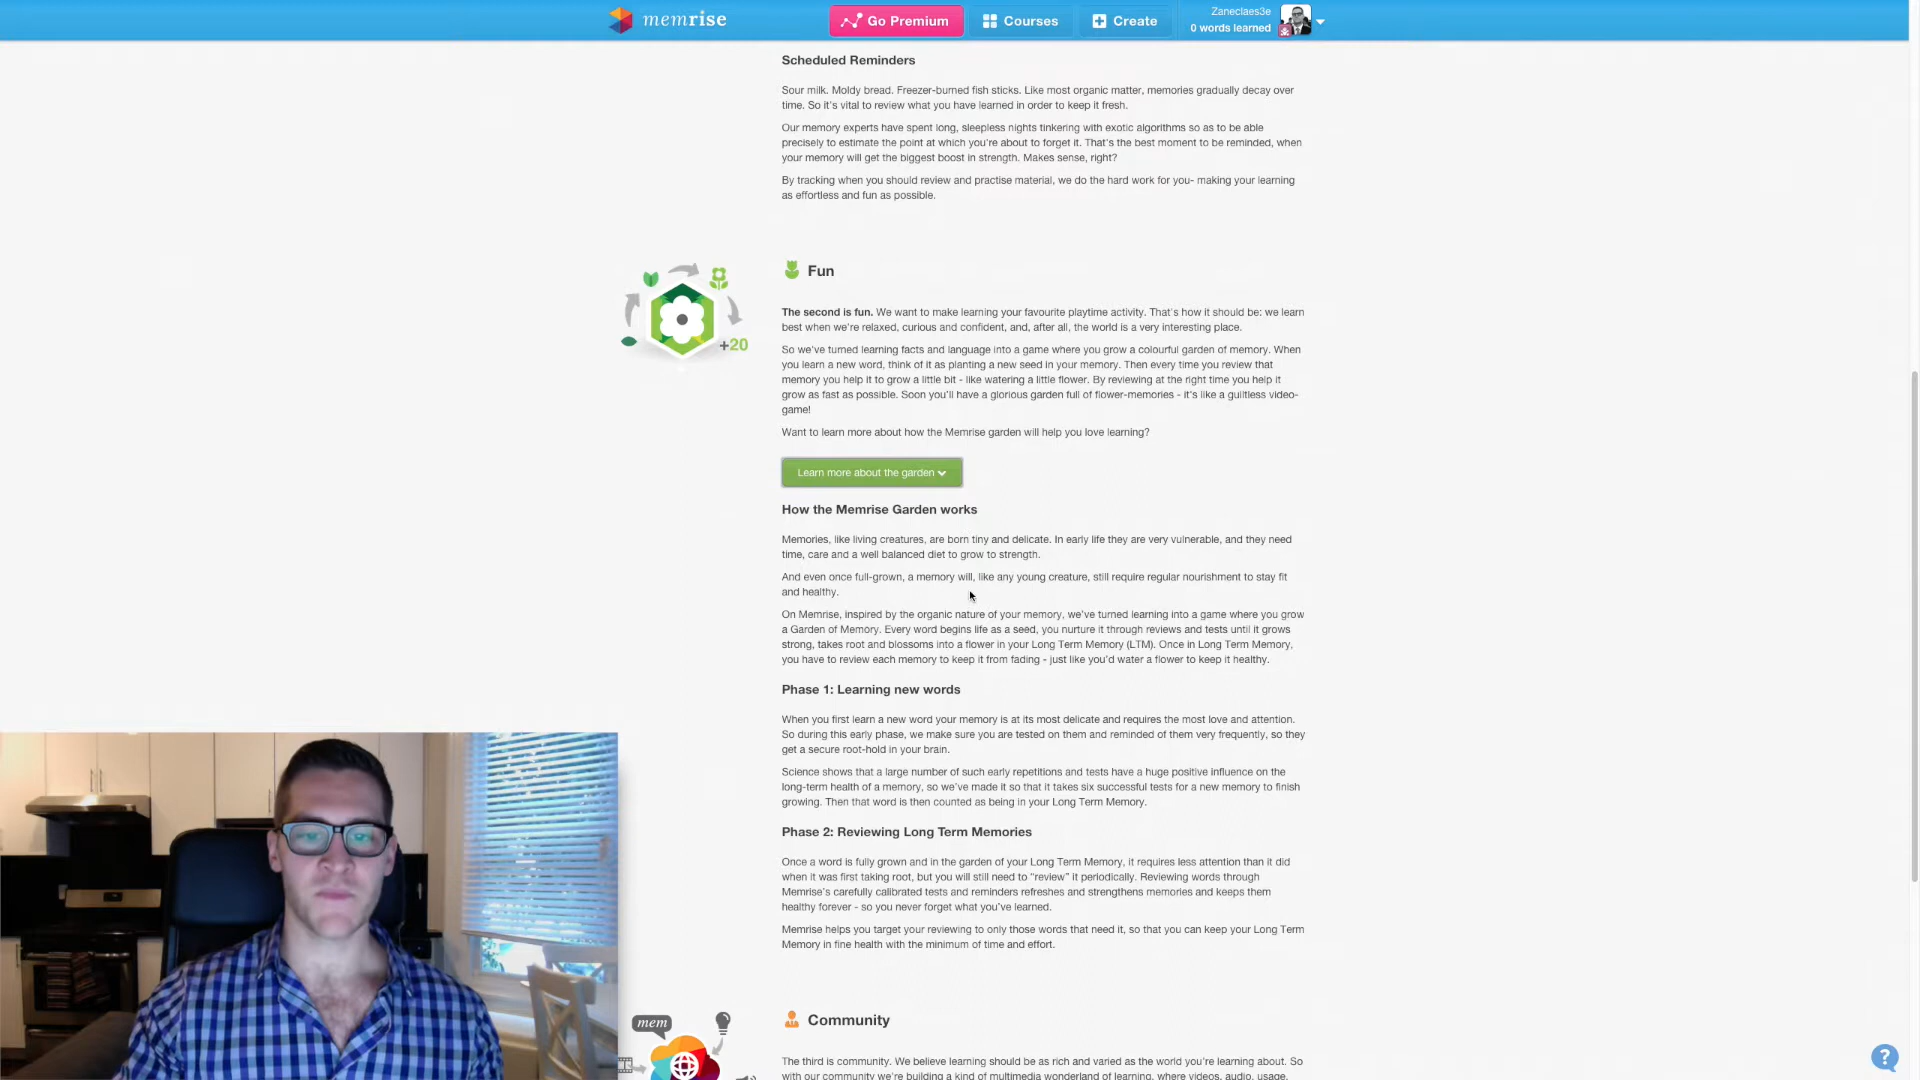 memrise
Go Premium
Courses
Create
Zaneclaes3e
0 words learned
Scheduled Reminders
Sour milk. Moldy bread. Freezer-burned fish sticks. Like most organic matter, memories gradually decay over
time. So it's vital to review what you have learned in order to keep it fresh.
Our memory experts have spent long, sleepless nights tinkering with exotic algorithms so as to be able
precisely to estimate the point at which you're about to forget it. That's the best moment to be reminded, when
your memory will get the biggest boost in strength. Makes sense, right?
By tracking when you should review and practise material, we do the hard work for you- making your learning
as effortless and fun as possible.
+20
Fun
The second is fun. We want to make learning your favourite playtime activity. That's how it should be: we learn
best when we're relaxed, curious and confident, and, after all, the world is a very interesting place.
So we've turned learning facts and language into a game where you grow a colourful garden of memory. When
you learn a new word, think of it as planting a new seed in your memory. Then every time you review that
memory you help it to grow a little bit - like watering a little flower. By reviewing at the right time you help it
grow as fast as possible. Soon you'll have a glorious garden full of flower-memories - it's like a guiltless video-
game!
Want to learn more about how the Memrise garden will help you love learning?
Learn more about the garden
How the Memrise Garden works
Memories, like living creatures, are born tiny and delicate. In early life they are very vulnerable, and they need
time, care and a well balanced diet to grow to strength.
And even once full-grown, a memory will, like any young creature, still require regular nourishment to stay fit
and healthy.
On Memrise, inspired by the organic nature of your memory, we've turned learning into a game where you grow
a Garden of Memory. Every word begins life as a seed, you nurture it through reviews and tests until it grows
strong, takes root and blossoms into a flower in your Long Term Memory (LTM). Once in Long Term Memory,
you have to review each memory to keep it from fading - just like you'd water a flower to keep it healthy.
Phase 1: Learning new words
When you first learn a new word your memory is at its most delicate and requires the most love and attention.
So during this early phase, we make sure you are tested on them and reminded of them very frequently, so they
get a secure root-hold in your brain.
Science shows that a large number of such early repetitions and tests have a huge positive influence on the
long-term health of a memory, so we've made it so that it takes six successful tests for a new memory to finish
growing. Then that word is then counted as being in your Long Term Memory.
Phase 2: Reviewing Long Term Memories
Once a word is fully grown and in the garden of your Long Term Memory, it requires less attention than it did
when it was first taking root, but you will still need to "review" it periodically. Reviewing words through
Memrise's carefully calibrated tests and reminders refreshes and strengthens memories and keeps them
healthy forever - so you never forget what you've learned.
Memrise helps you target your reviewing to only those words that need it, so that you can keep your Long Term
Memory in fine health with the minimum of time and effort.
mem
Community
The third is community. We believe learning should be as rich and varied as the world you're learning about. So
with our community we're building a kind of multimedia wonderland of learning, where videos, audio, usage,
?